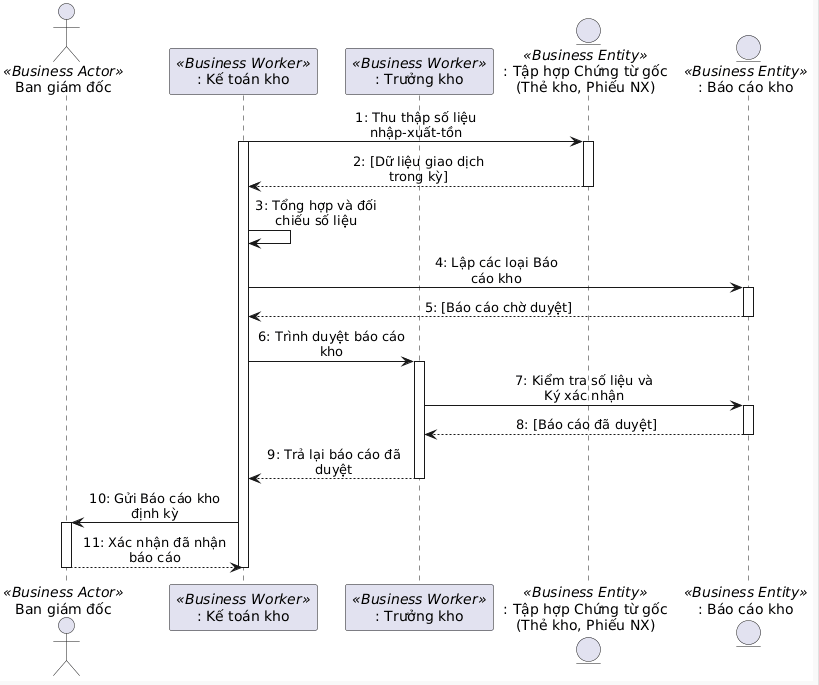 «Business Actor»
Ban giám đốc
«Business Worker»
: Kế toán kho
«Business Worker»
: Trưởng kho
«Business Entity»
: Tập hợp Chứng từ gốc
(Thẻ kho, Phiếu NX)
«Business Entity»
: Báo cáo kho
1: Thu thập số liệu
nhập-xuất-tồn
2: [Dữ liệu giao dịch
trong kỳ]
3: Tổng hợp và đối
chiếu số liệu
4: Lập các loại Báo
cáo kho
5: [Báo cáo chờ duyệt]
6: Trình duyệt báo cáo
kho
7: Kiểm tra số liệu và
Ký xác nhận
8: [Báo cáo đã duyệt]
9: Trả lại báo cáo đã
duyệt
10: Gửi Báo cáo kho
định kỳ
11: Xác nhận đã nhận
báo cáo
«Business Actor»
Ban giám đốc
«Business Worker»
: Kế toán kho
«Business Worker»
: Trưởng kho
«Business Entity»
: Tập hợp Chứng từ gốc
(Thẻ kho, Phiếu NX)
«Business Entity»
: Báo cáo kho